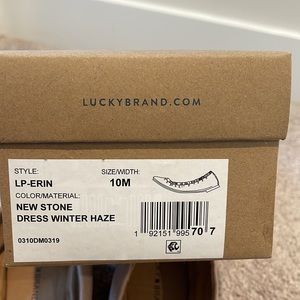 LUCKYBRAND.COM
STYLE: SIZE/WIDTH:
LP-ERIN 10M
COLOR/MATERIAL:
NEW STONE
DRESS WINTER HAZE
0310DM0319
1 92151 99570 7